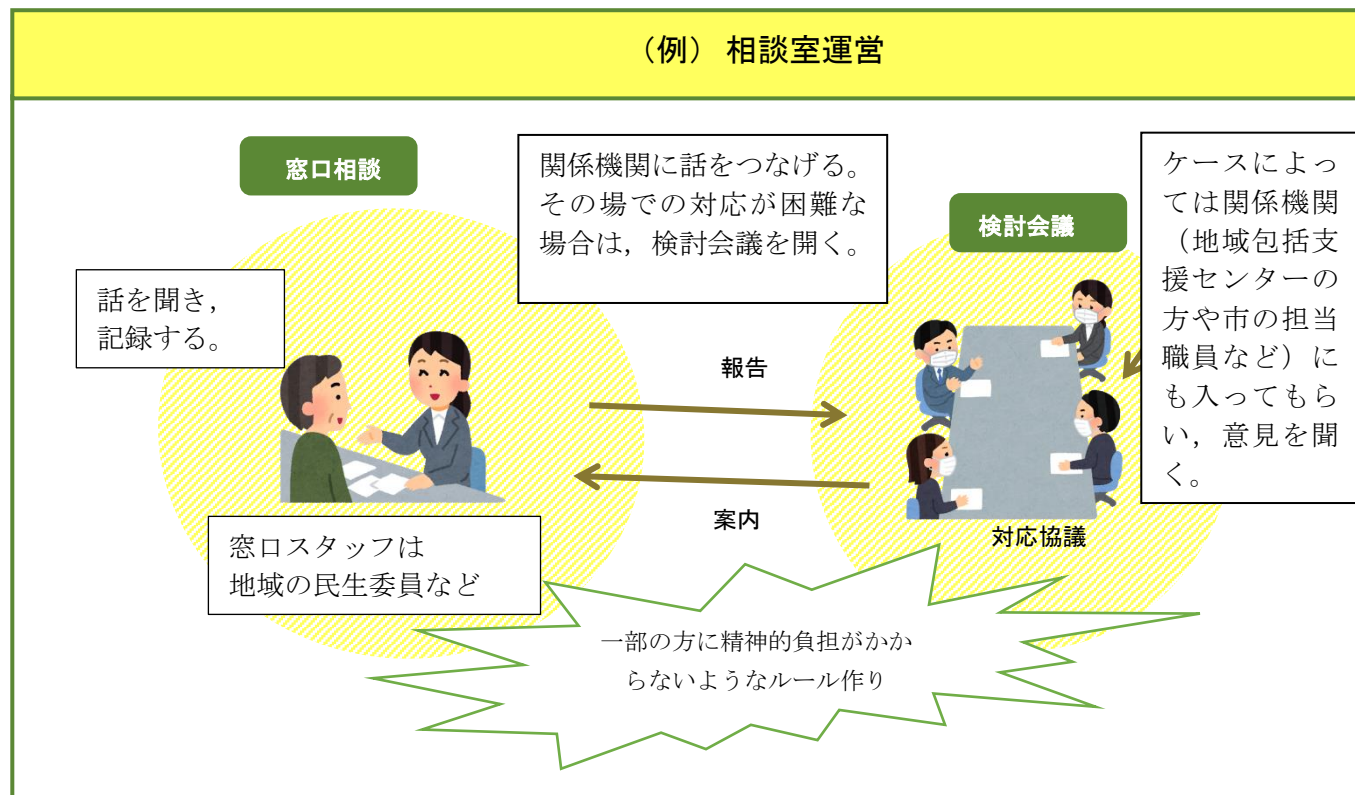 （例） 相談室運営
窓口相談
話を聞き，
記録する。
窓口スタッフは
地域の民生委員など
関係機関に話をつなげる。
その場での対応が困難な
場合は，検討会議を開く。
報告
案内
検討会議
対応協議
ケースによっ
ては関係機関
（地域包括支
援センターの
方や市の担当
職員など）に
も入ってもら
い，意見を聞
く。
一部の方に精神的負担がかか
らないようなルール作り